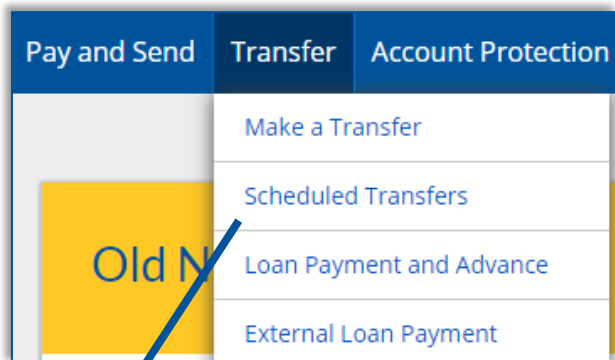 Pay and Send Transfer Account Protection
Make a Transfer
Scheduled Transfers
Old N
Loan Payment and Advance
External Loan Payment